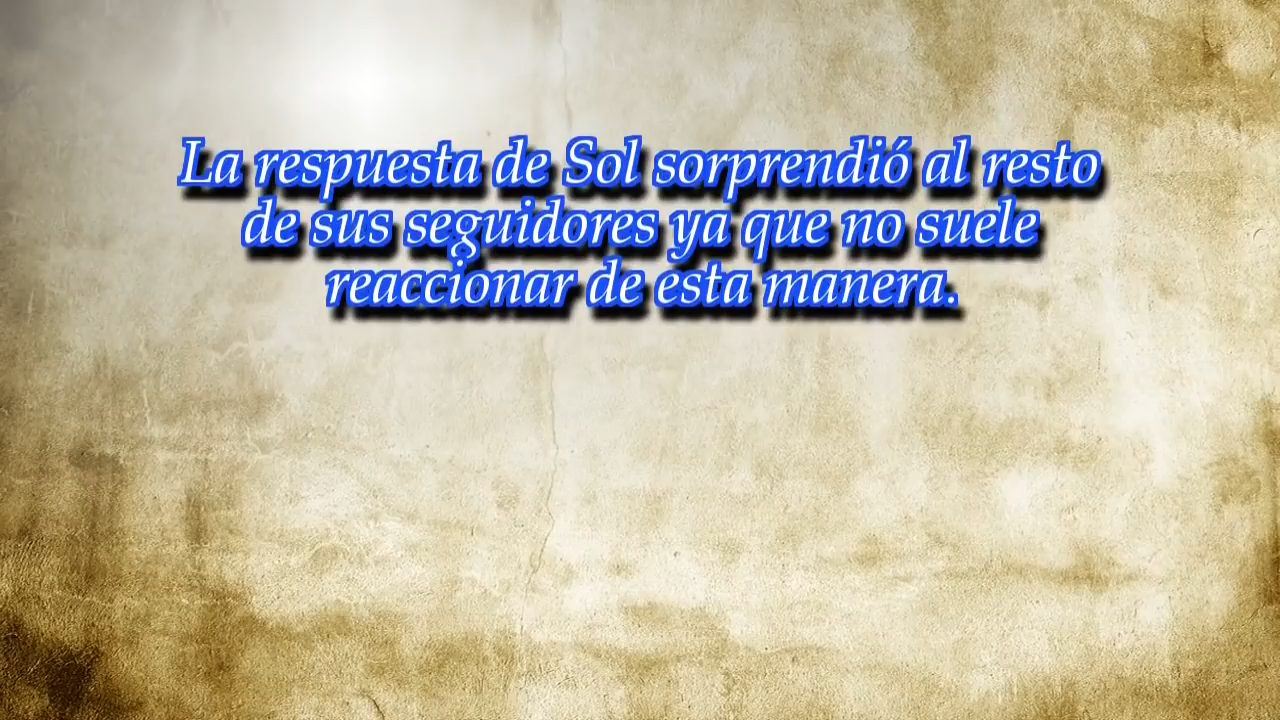 La respuesta de Sol sorprendió al resto
de sus seguidores ya que no suele
reaccionar de esta manera.